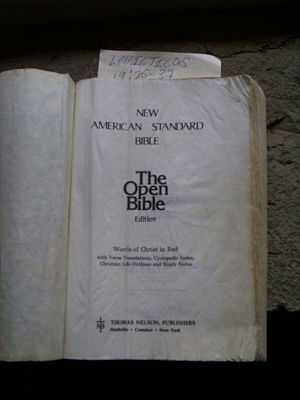 LEVITICUS
19:26-37
NEW
AMERICAN STANDARD
BIBLE
The
Open
Bible
Edition
Words of Christ in Red
with Verse Translations, Cyclopedic Index,
Christian Life Outlines and Study Notes
THOMAS NELSON, PUBLISHERS
Nashville • Camden • New York